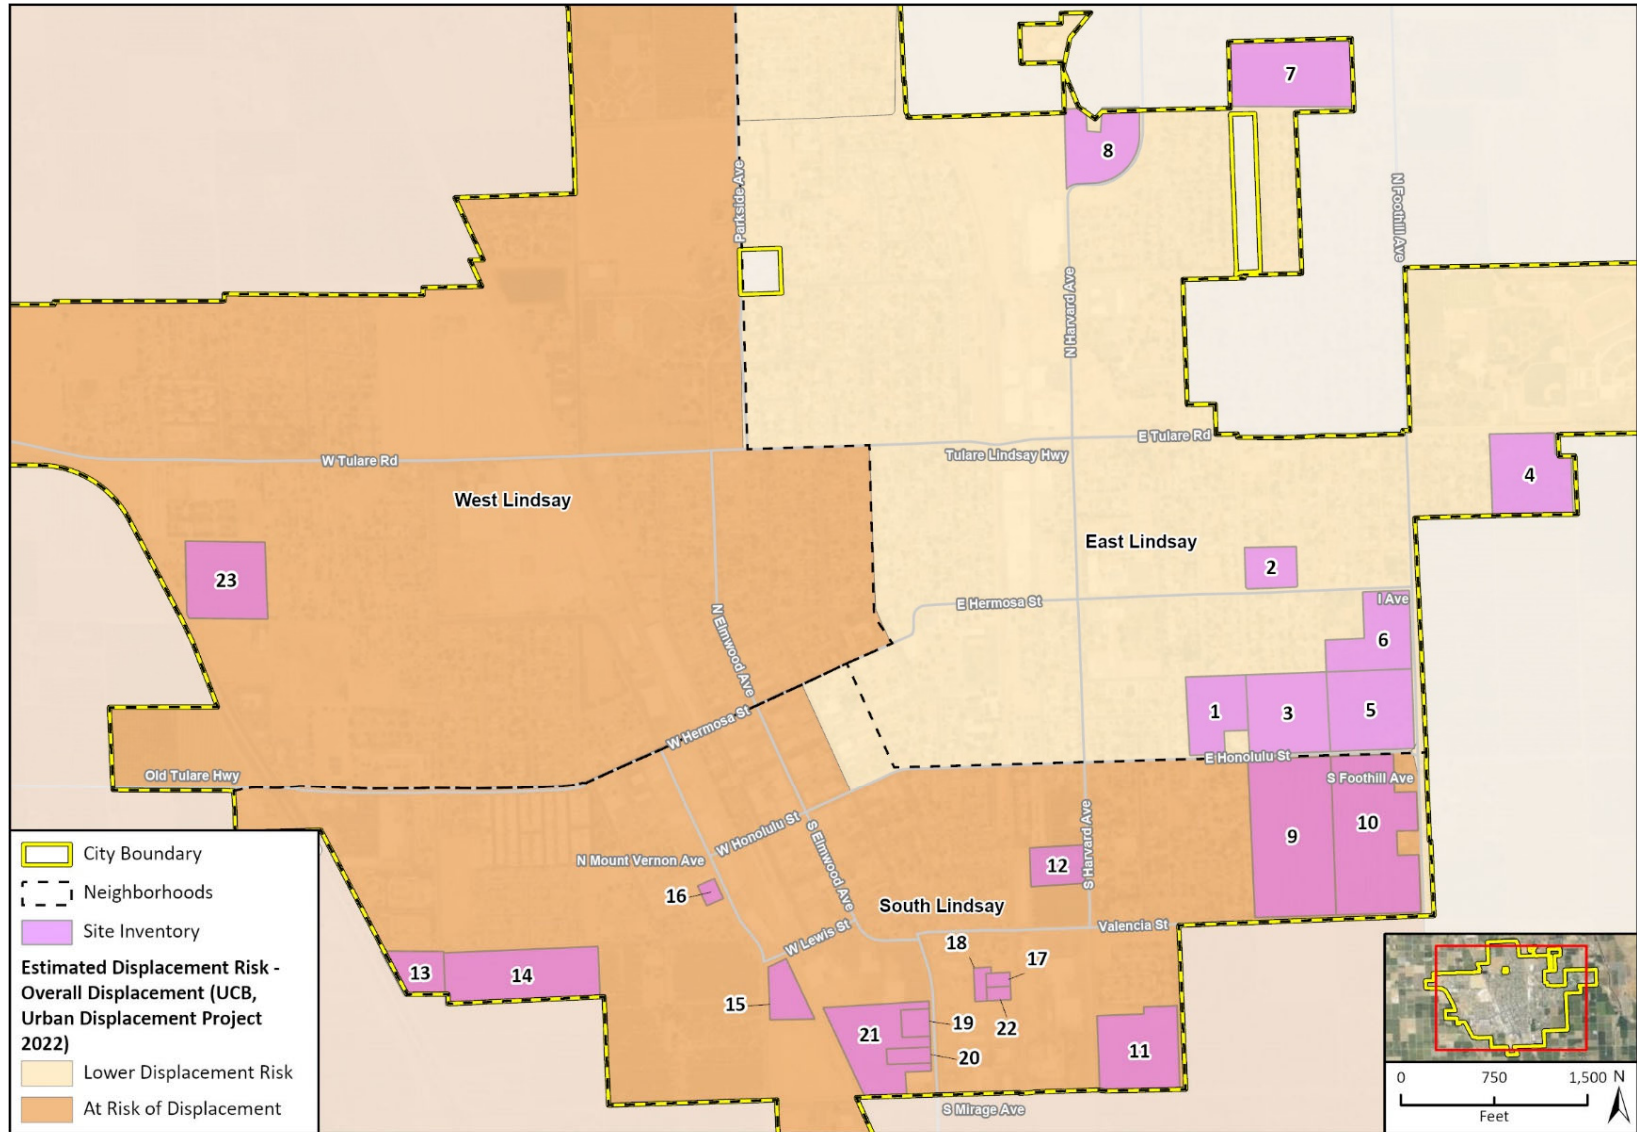 7
8
Parkside Ave
N Foothill Ave
N Harvard Ave
E Tulare Rd
Tulare Lindsay Hwy
W Tulare Rd
West Lindsay
4
East Lindsay
23
2
E Hermosa St
I Ave
N Elmwood Ave
6
1
3
5
W Hermosa St
E Honolulu St
Old Tulare Hwy
S Foothill Ave
W Honolulu St
S Elmwood Ave
S Harvard Ave
9
10
N Mount Vernon Ave
12
16
South Lindsay
Valencia St
W Lewis St
18
17
13
14
15
22
19
21
20
11
S Mirage Ave
City Boundary
Neighborhoods
Site Inventory
Estimated Displacement Risk -
Overall Displacement (UCB,
Urban Displacement Project
2022)
Lower Displacement Risk
At Risk of Displacement
0 750 1,500 N
Feet